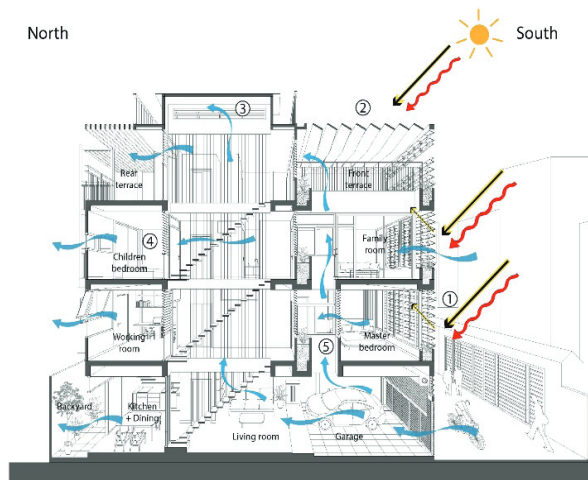 North
South
②
③
Rear
terrace
Front
terrace
④
Children
bedroom
Family
room
①
Working
room
Master
bedroom
⑤
Backyard
Kitchen
+ Dining
Living room
Garage